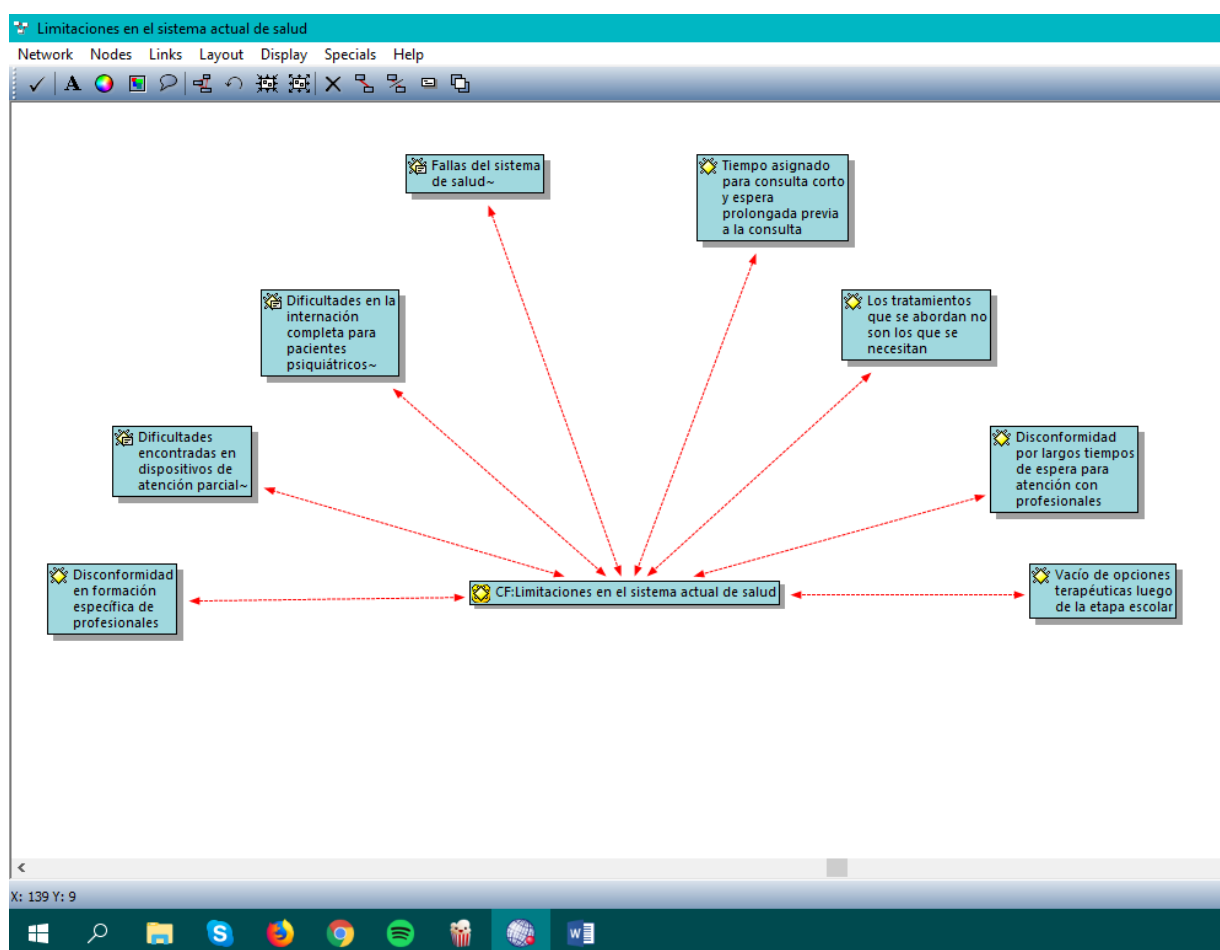 Limitaciones en el sistema actual de salud
Network Nodes Links Layout Display Specials Help
A
Fallas del sistema
de salud~
Tiempo asignado
para consulta corto
y espera
prolongada previa
a la consulta
Dificultades en la
internación
completa para
pacientes
psiquiátricos~
Los tratamientos
que se abordan no
son los que se
necesitan
Dificultades
encontradas en
dispositivos de
atención parcial~
Disconformidad
por largos tiempos
de espera para
atención con
profesionales
Disconformidad
en formación
específica de
profesionales
CF:Limitaciones en el sistema actual de salud
Vacío de opciones
terapéuticas luego
de la etapa escolar
X: 139 Y: 9